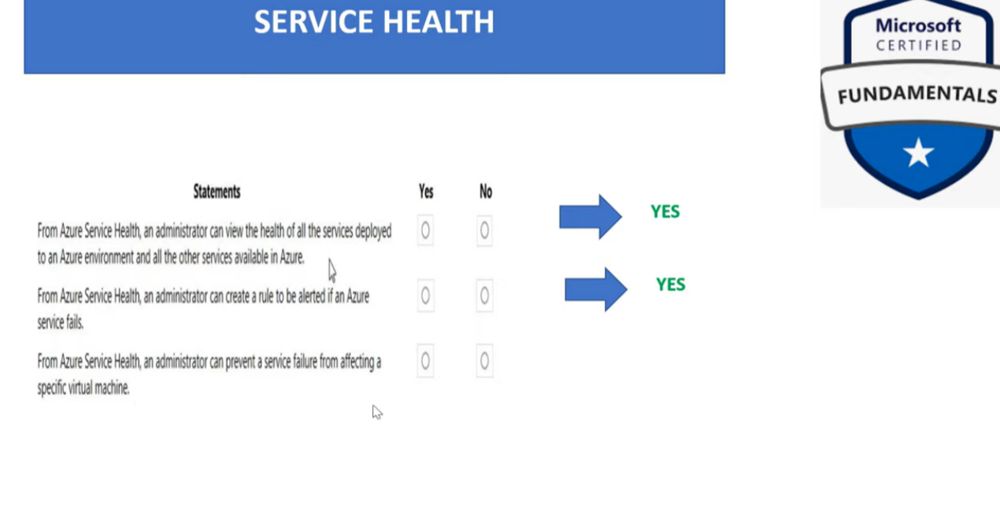 SERVICE HEALTH
Microsoft
CERTIFIED
FUNDAMENTALS
Statements Yes No
From Azure Service Health, an administrator can view the health of all the services deployed
to an Azure environment and all the other services available in Azure.
YES
From Azure Service Health, an administrator can create a rule to be alerted if an Azure
service fails.
YES
From Azure Service Health, an administrator can prevent a service failure from affecting a
specific virtual machine.